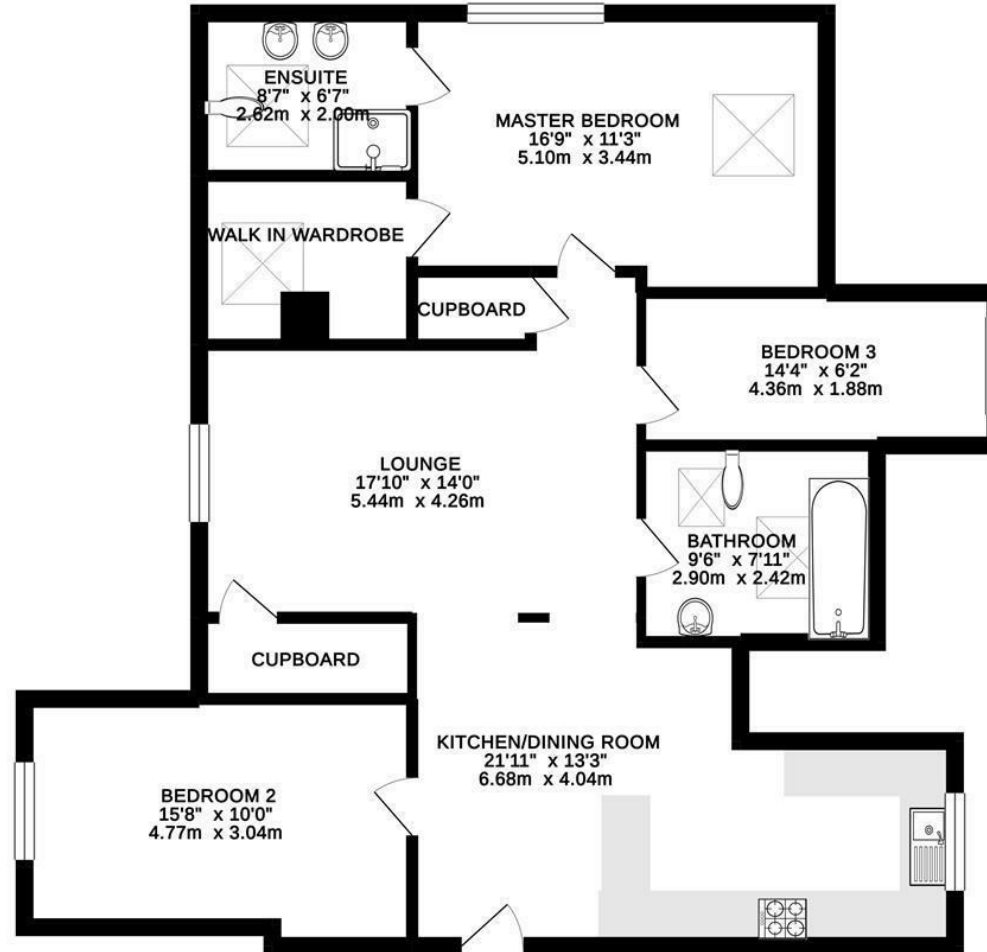 ENSUITE
8'7" x 6'7"
2.62m x 2.00m
MASTER BEDROOM
16'9" x 11'3"
5.10m x 3.44m
WALK IN WARDROBE
CUPBOARD
BEDROOM 3
14'4" x 6'2"
4.36m x 1.88m
LOUNGE
17'10" x 14'0"
5.44m x 4.26m
BATHROOM
9'6" x 7'11"
2.90m x 2.42m
CUPBOARD
KITCHEN/DINING ROOM
21'11" x 13'3"
6.68m x 4.04m
BEDROOM 2
15'8" x 10'0"
4.77m x 3.04m